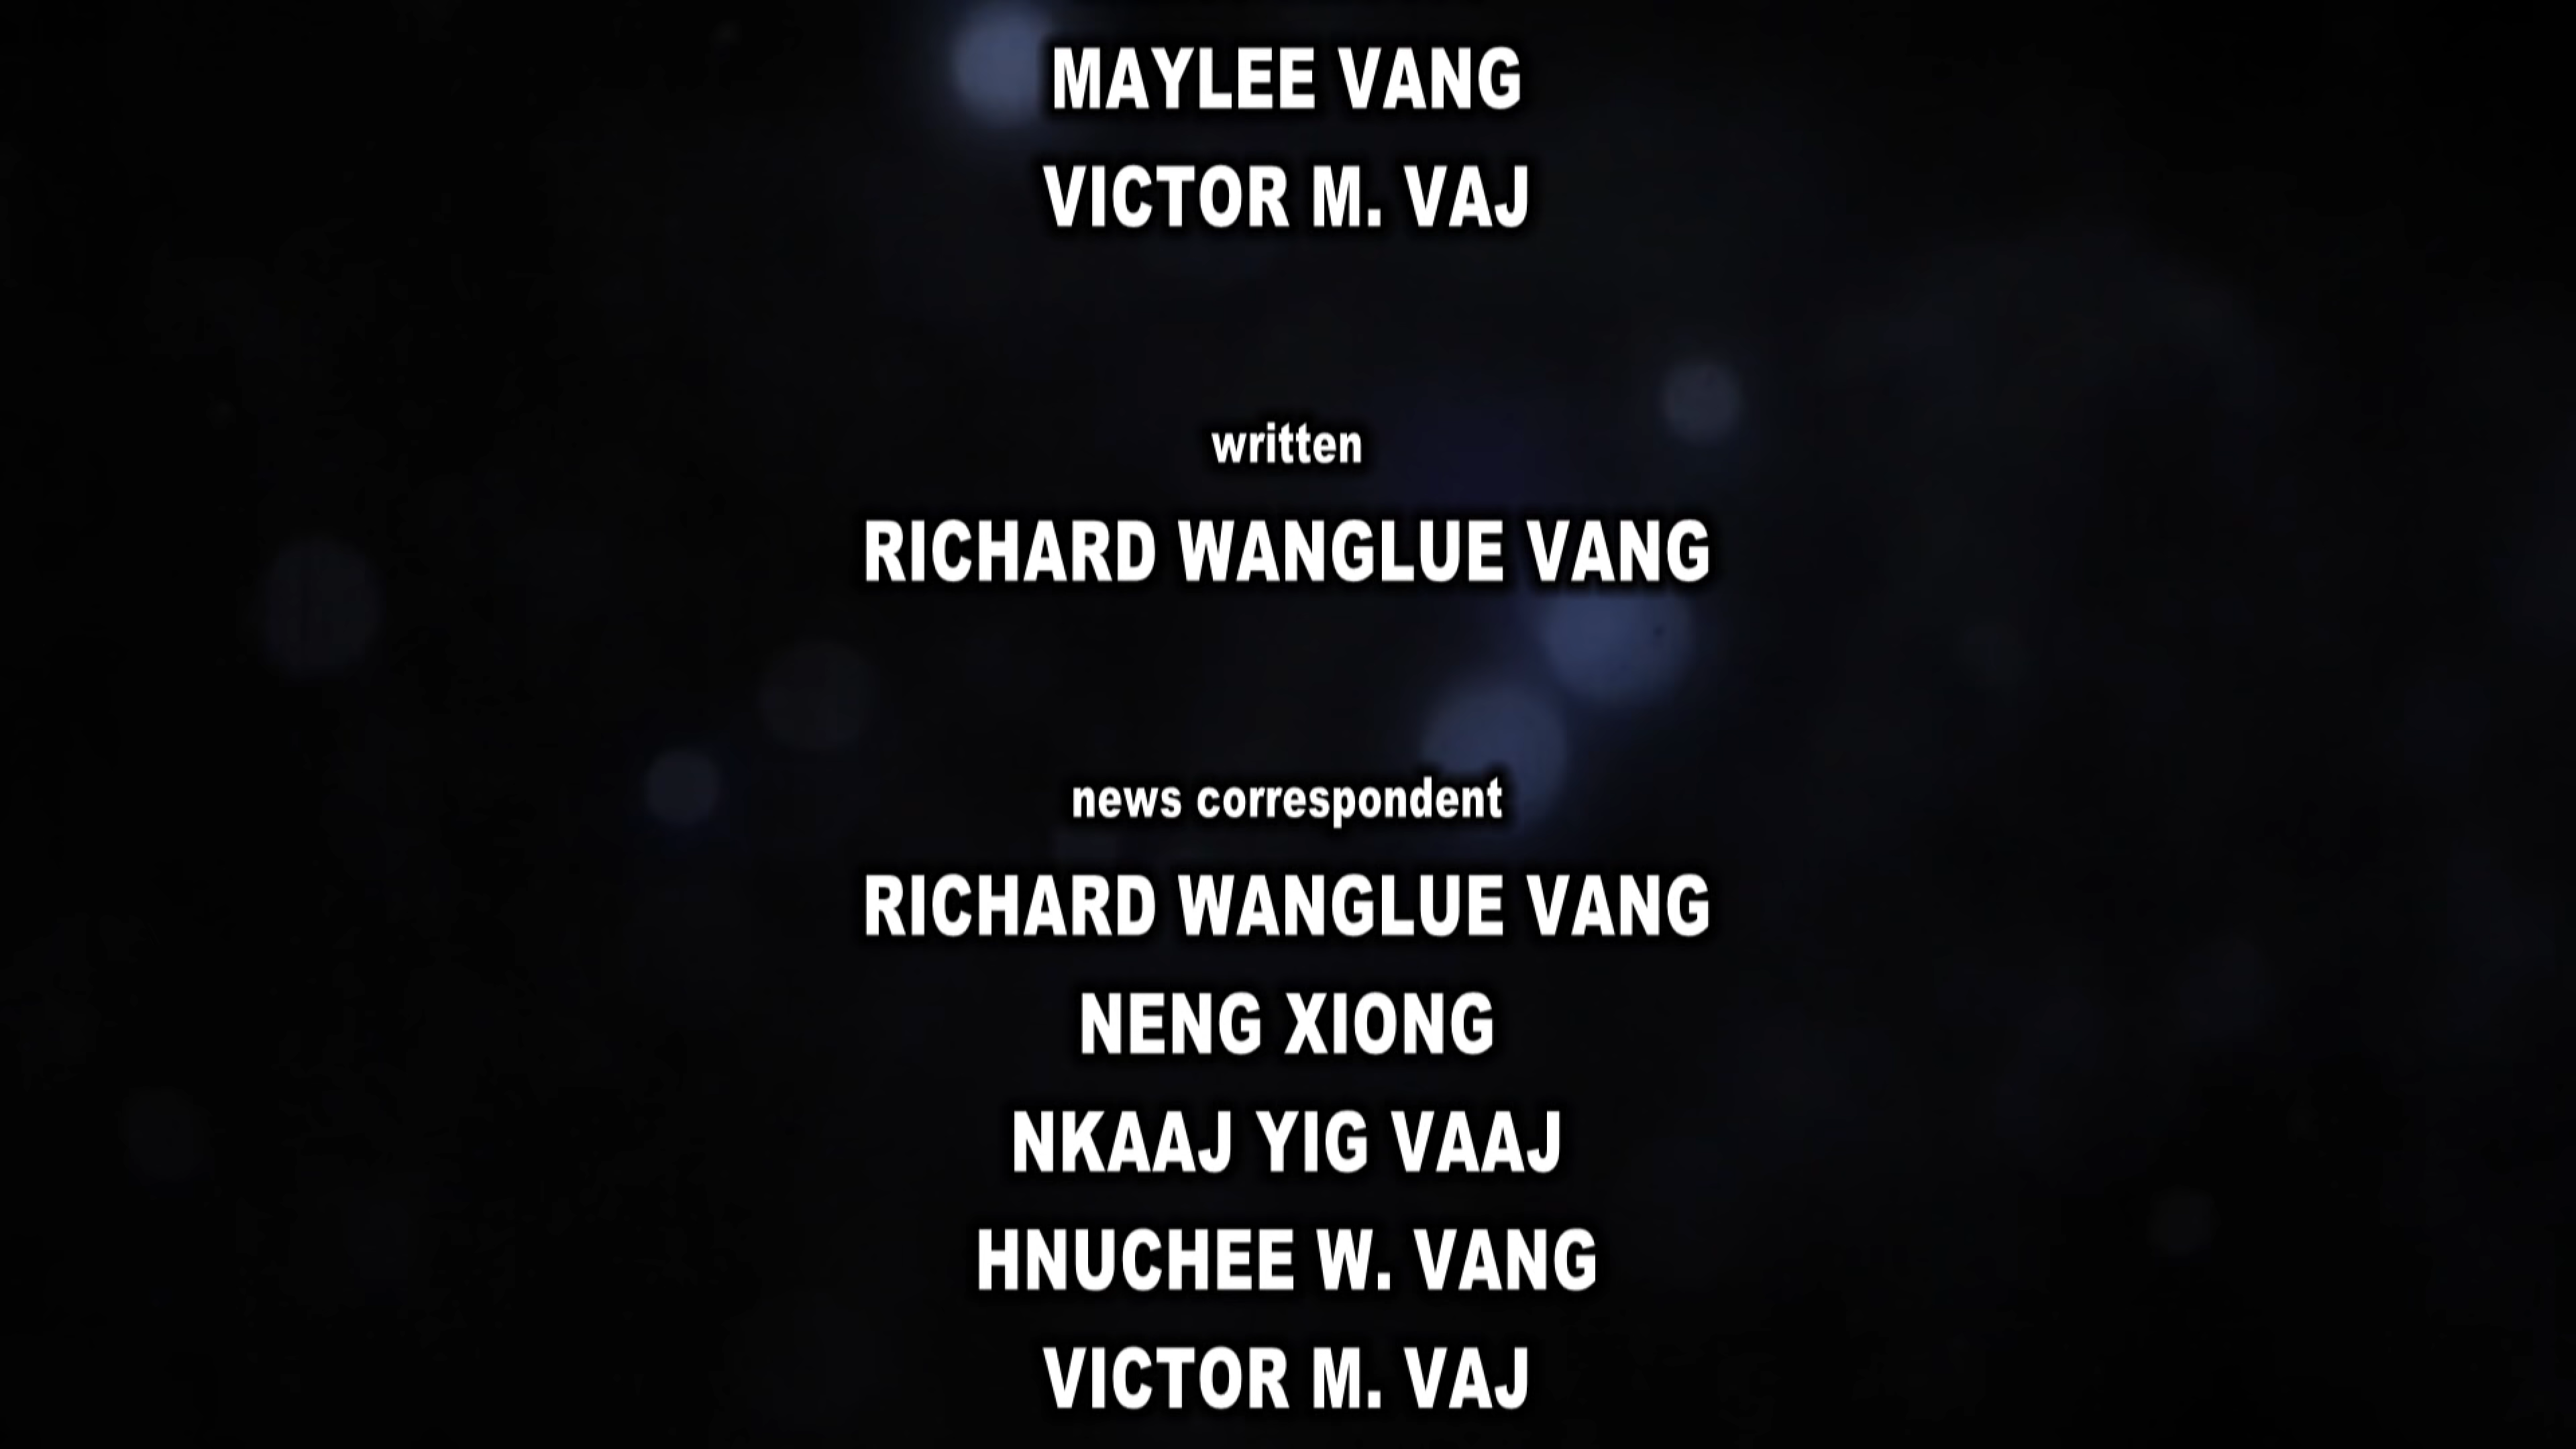 MAYLEE VANG
VICTOR M. VAJ
written
RICHARD WANGLUE VANG
news correspondent
RICHARD WANGLUE VANG
NENG XIONG
NKAAJ YIG VAAJ
HNUCHEE W. VANG
VICTOR M. VAJ